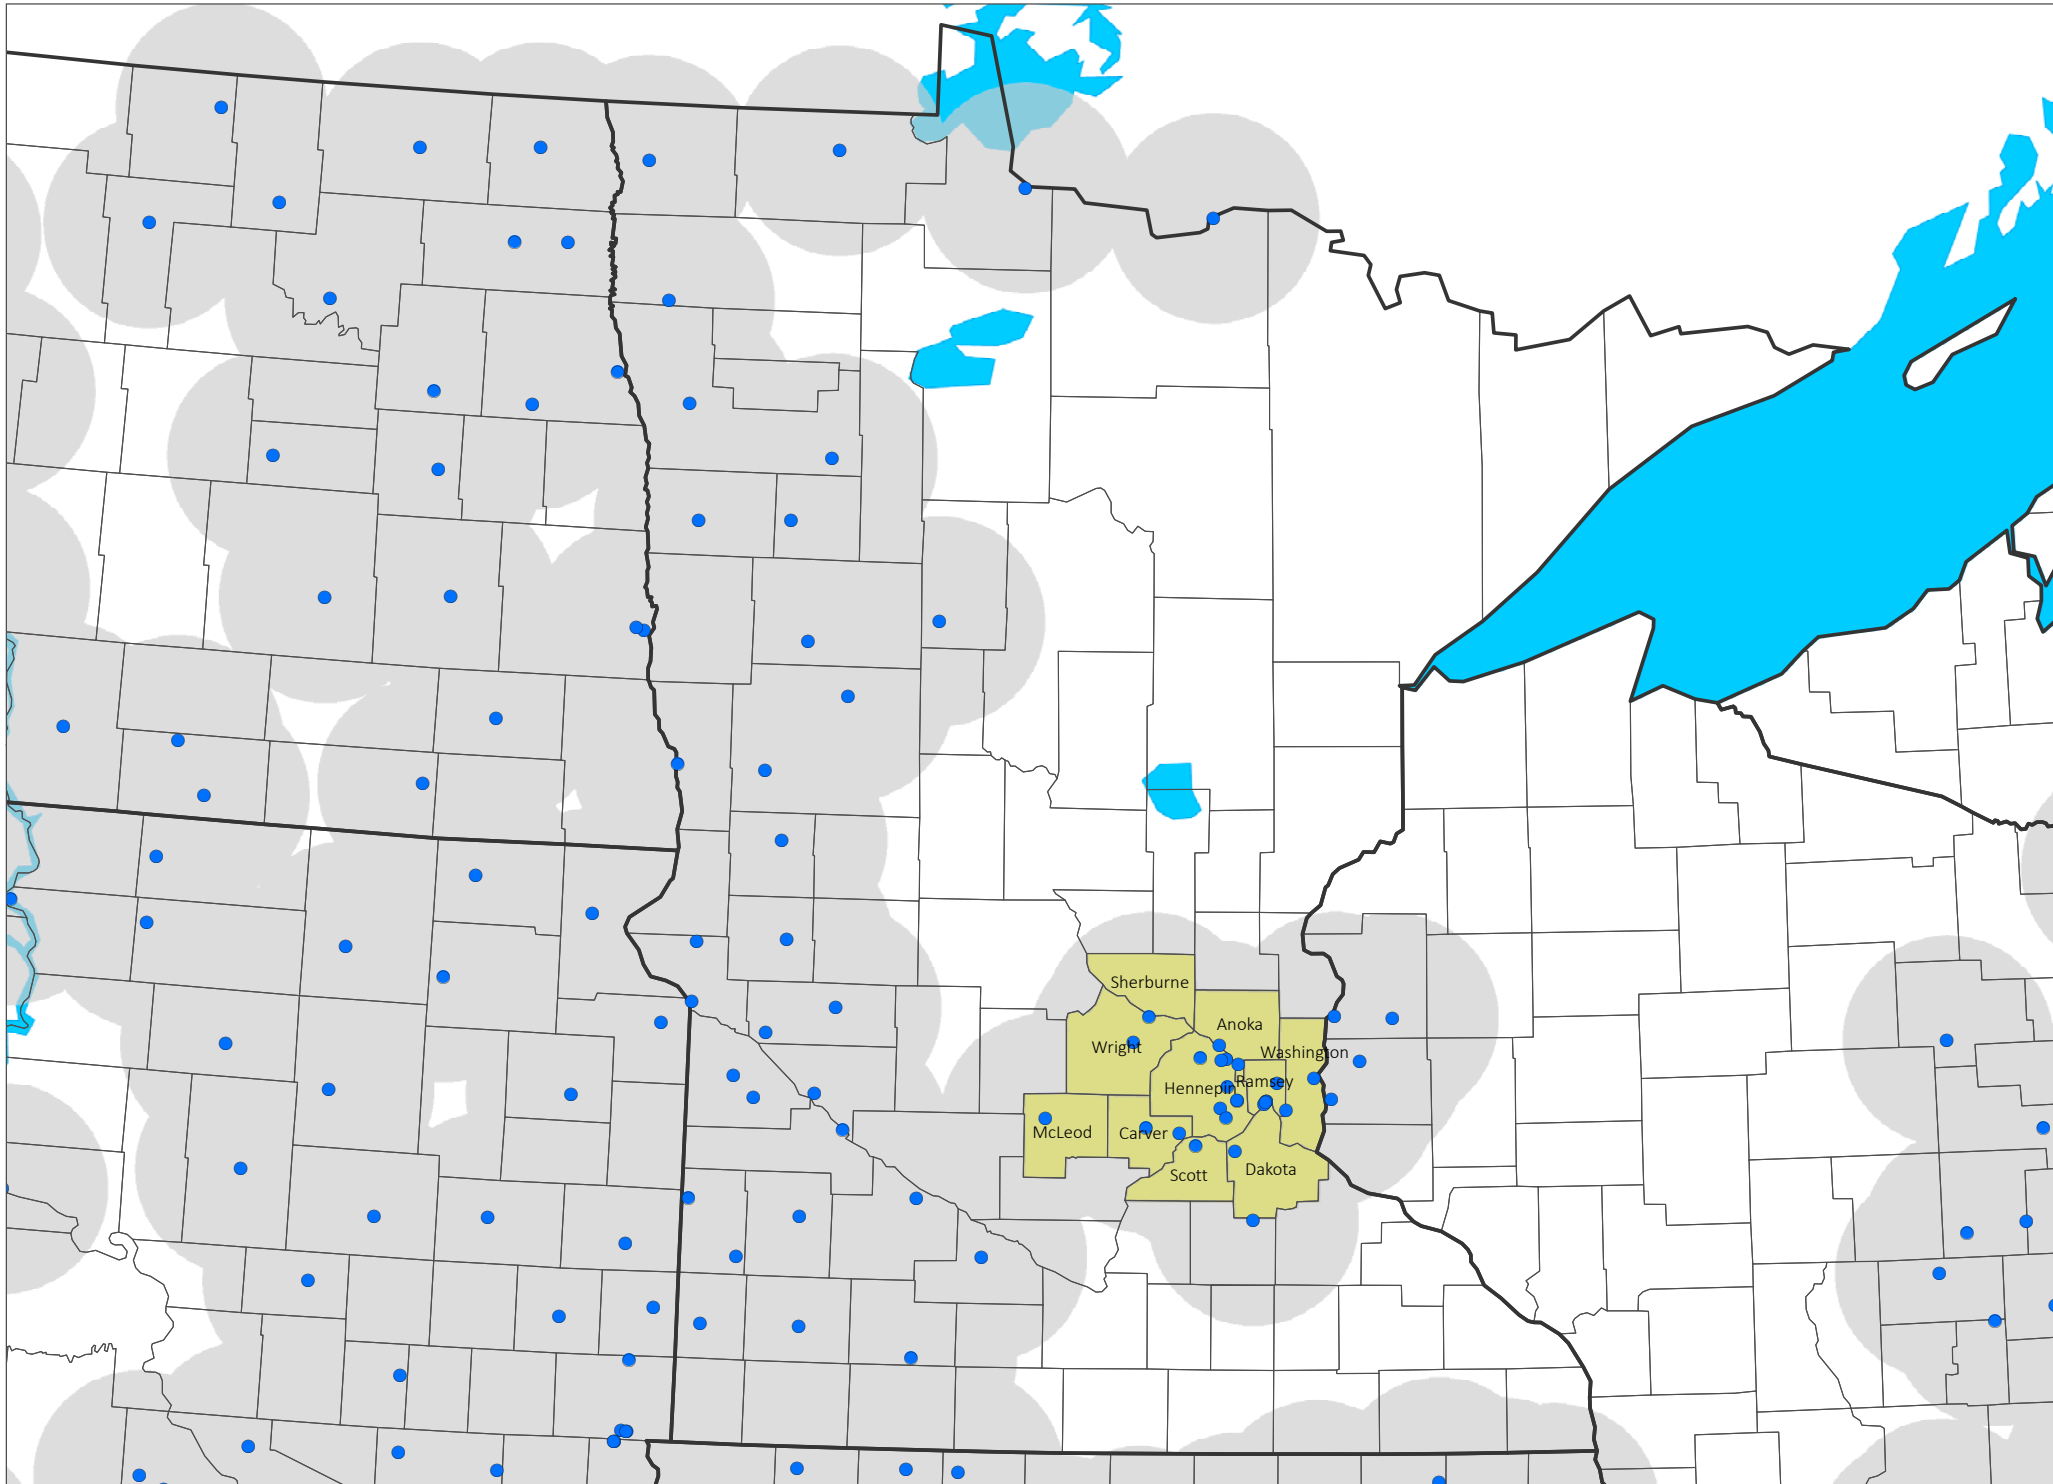 Sherburne
Anoka
Wright
Washington
Hennepin
Ramsey
McLeod
Carver
Scott
Dakota